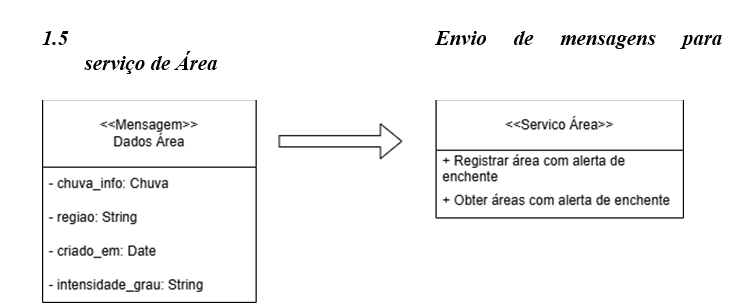 1.5 Envio de mensagens para
serviço de Área
<<Mensagem>>
Dados Área
- chuva_info: Chuva
- regiao: String
- criado_em: Date
- intensidade_grau: String
<<Servico Área>>
+ Registrar área com alerta de
enchente
+ Obter áreas com alerta de enchente